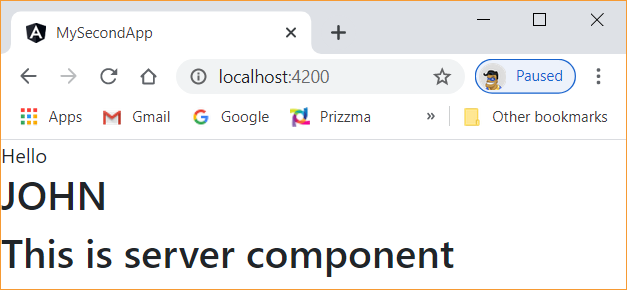 MySecondApp
localhost:4200
Paused
Apps
Gmail
Google
Prizzma
»
Other bookmarks
Hello
JOHN
This is server component